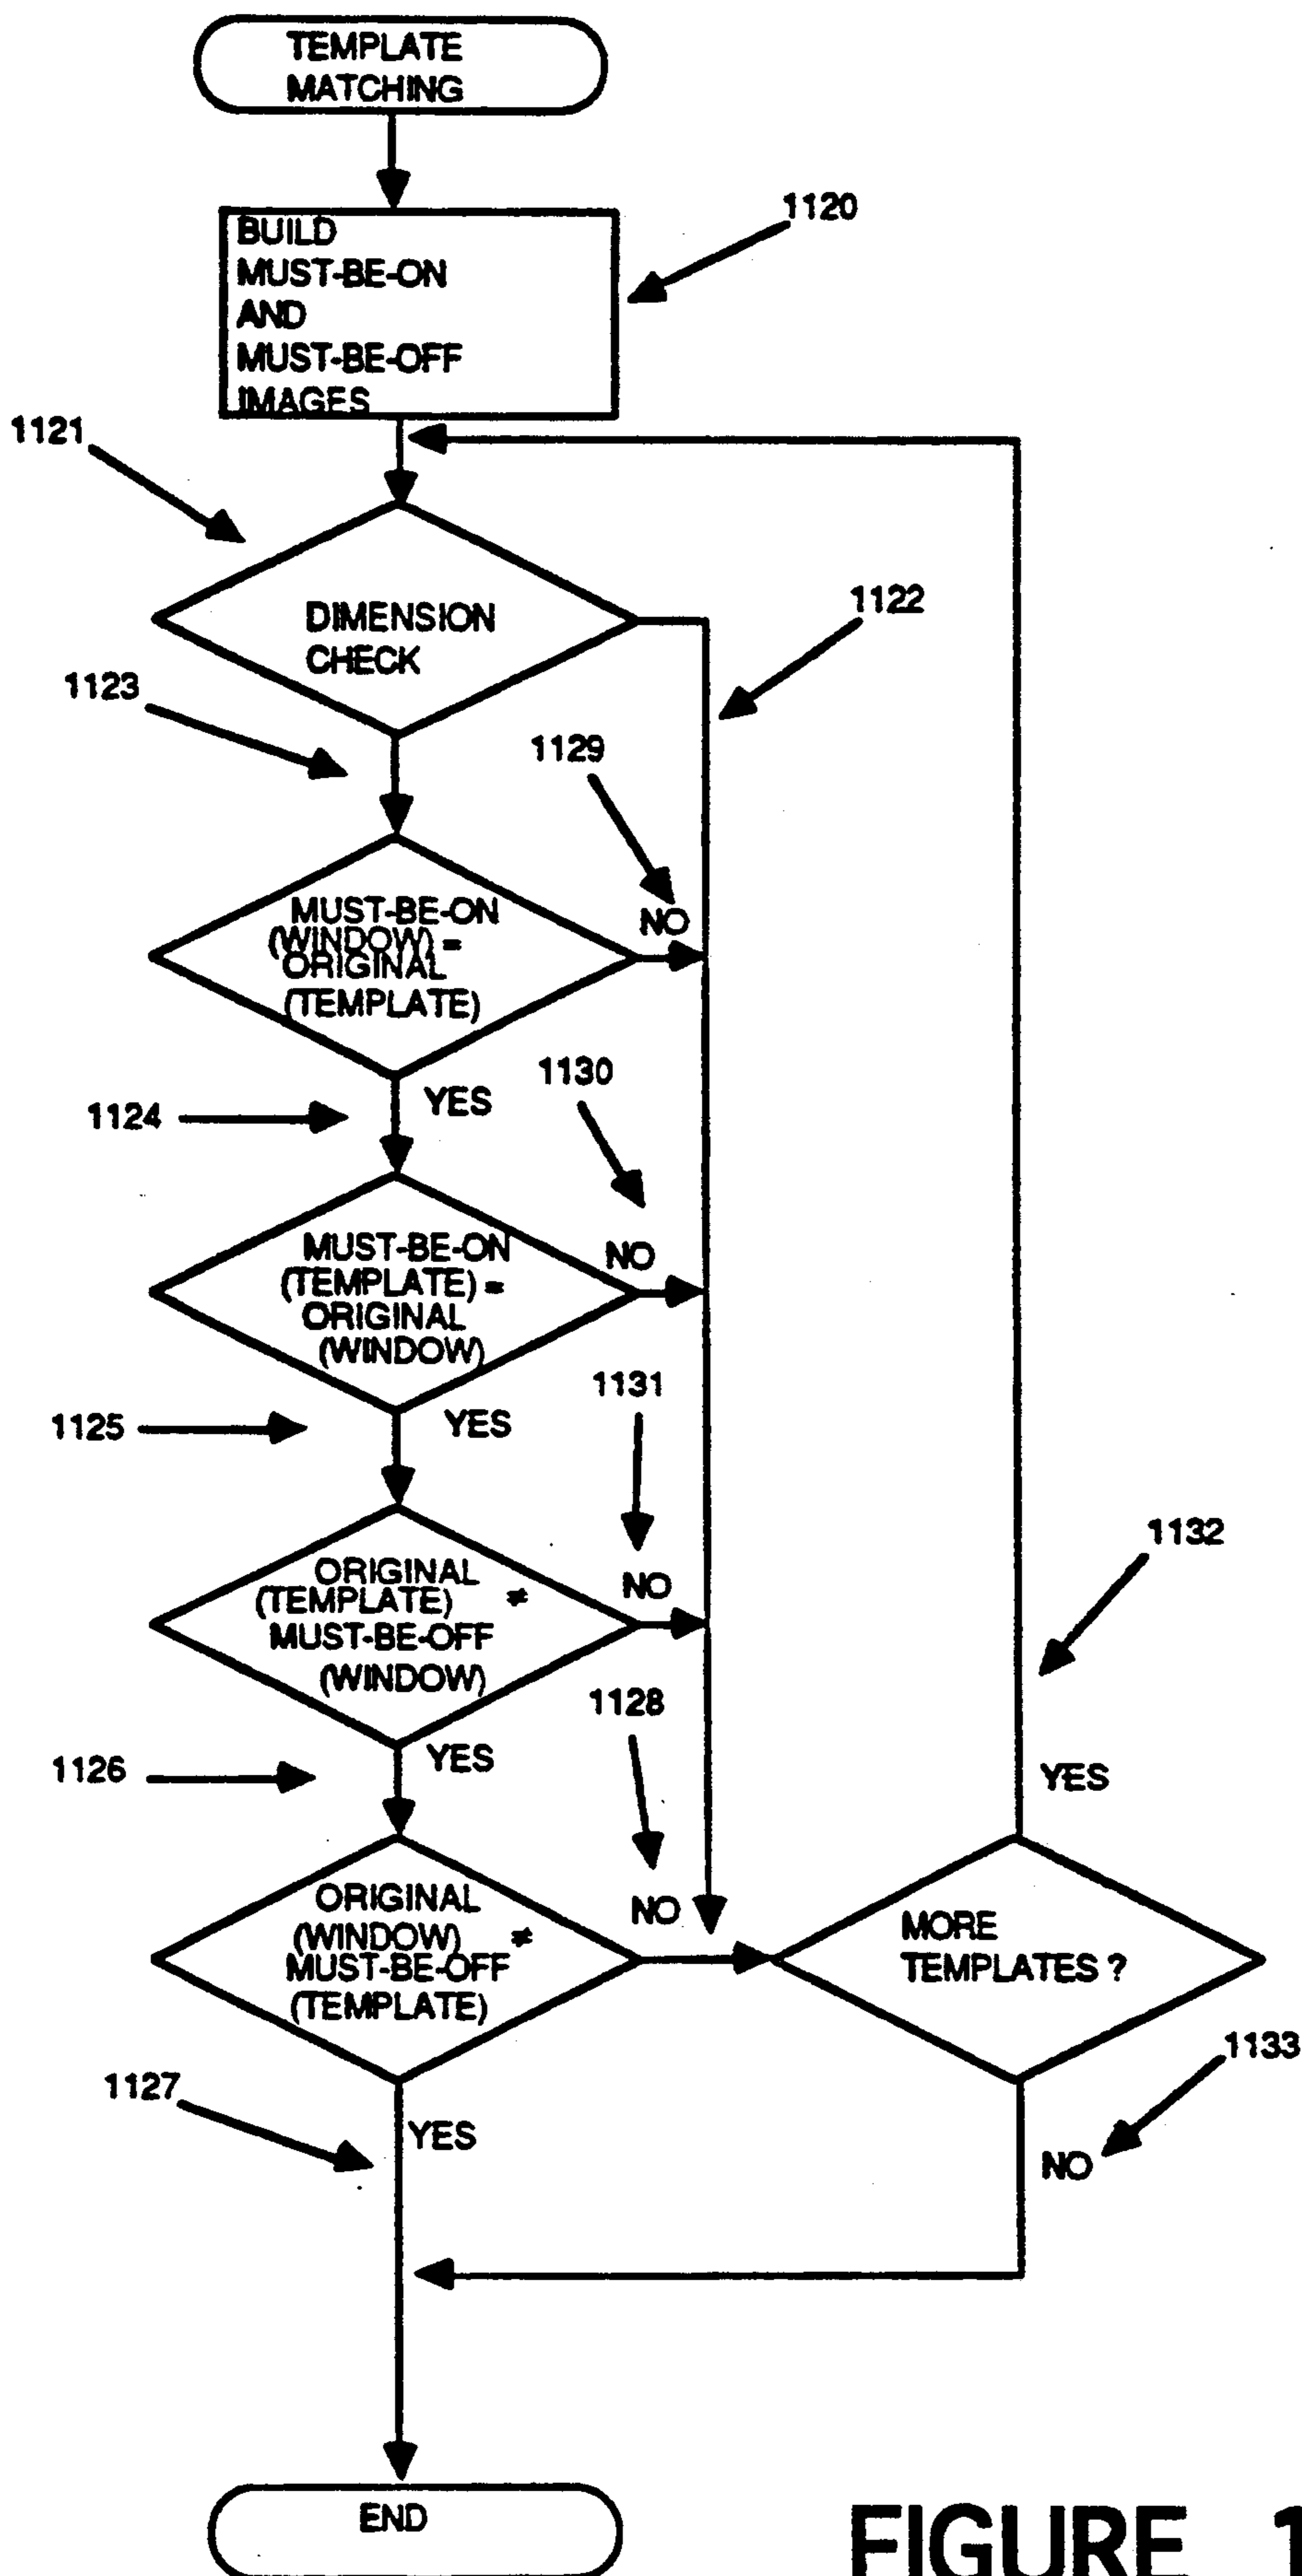 TEMPLATE
MATCHING
1120
BUILD
MUST-BE-ON
AND
MUST-BE-OFF
IMAGES
1121
1122
DIMENSION
CHECK
1123
1129
MUST-BE-ON
(WINDOW) =
ORIGINAL
(TEMPLATE)
NO
1130
1124
YES
MUST-BE-ON
(TEMPLATE) =
ORIGINAL
(WINDOW)
NO
1131
1125
YES
1132
ORIGINAL
(TEMPLATE) ≠
MUST-BE-OFF
(WINDOW)
NO
1128
1126
YES
YES
ORIGINAL
(WINDOW) ≠
MUST-BE-OFF
(TEMPLATE)
NO
MORE
TEMPLATES ?
1133
1127
YES
NO
END
FIGURE 1